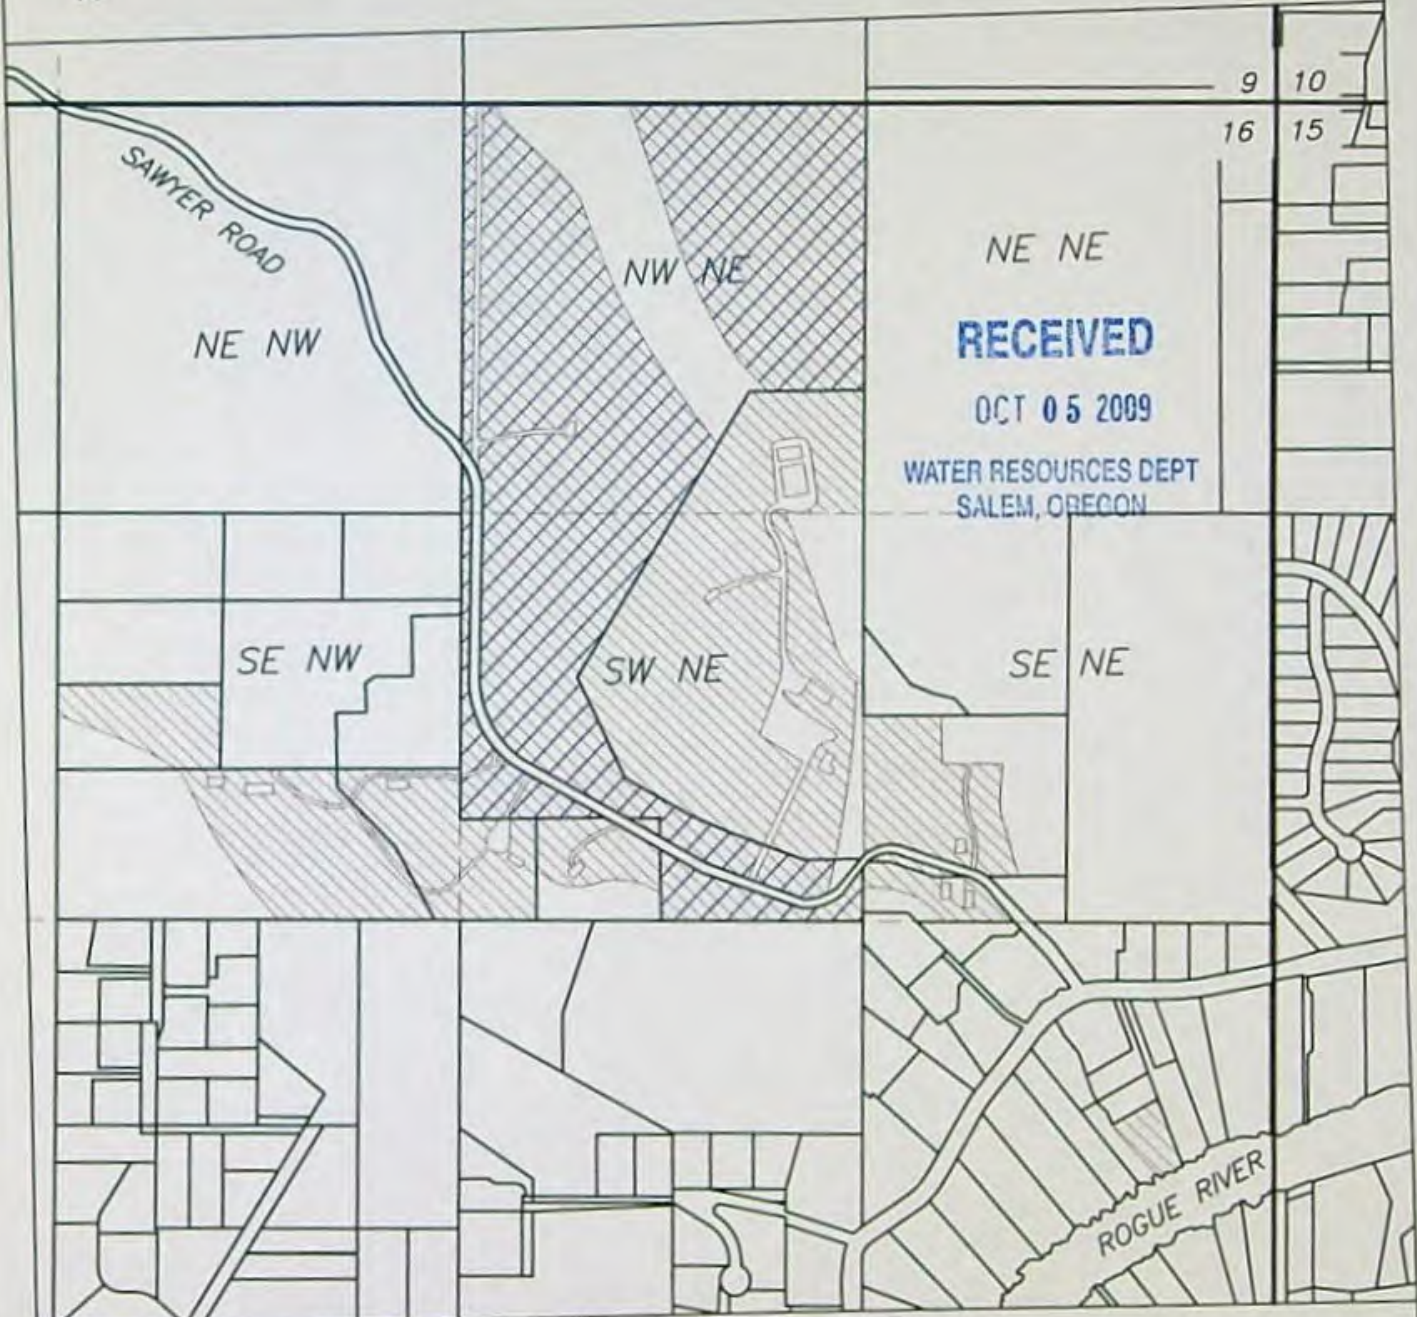 9 10
16 15
SAWYER ROAD
NW NE
NE NE
NE NW
RECEIVED
OCT 05 2009
WATER RESOURCES DEPT
SALEM, OREGON
SE NW
SW NE
SE NE
ROGUE RIVER